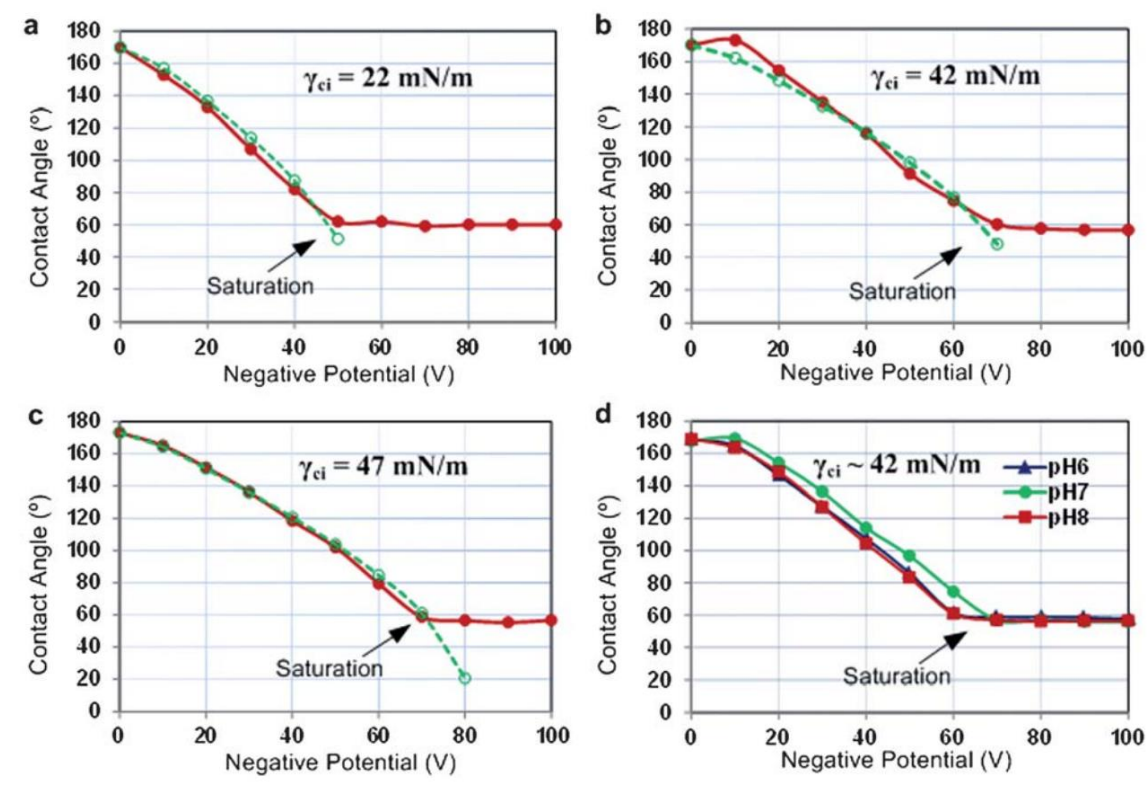 a
180
160
140
120
100
80
60
40
20
0
Contact Angle (º)
γci = 22 mN/m
Saturation
0 20 40 60 80 100
Negative Potential (V)
b
180
160
140
120
100
80
60
40
20
0
Contact Angle (º)
γci = 42 mN/m
Saturation
0 20 40 60 80 100
Negative Potential (V)
c
180
160
140
120
100
80
60
40
20
0
Contact Angle (º)
γci = 47 mN/m
Saturation
0 20 40 60 80 100
Negative Potential (V)
d
180
160
140
120
100
80
60
40
20
0
Contact Angle (º)
γci ~ 42 mN/m
pH6
pH7
pH8
Saturation
0 20 40 60 80 100
Negative Potential (V)